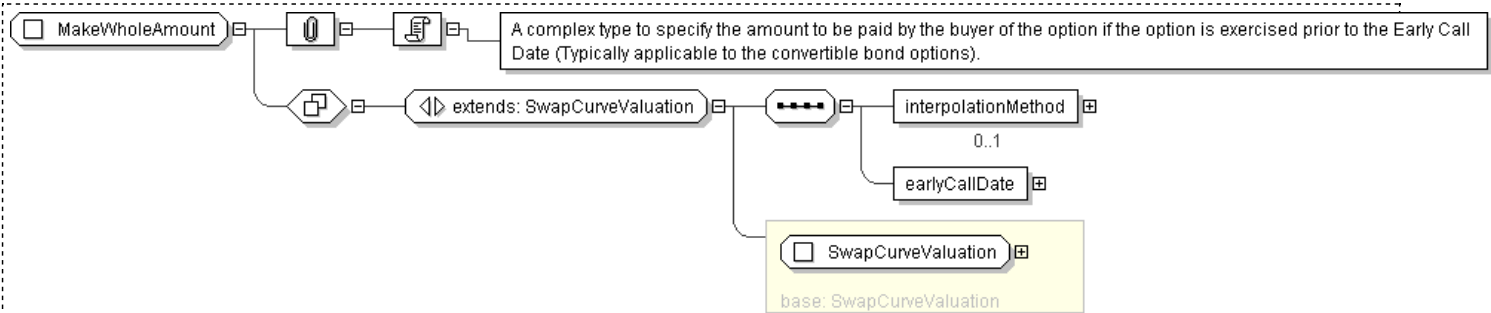 MakeWholeAmount
A complex type to specify the amount to be paid by the buyer of the option if the option is exercised prior to the Early Call
Date (Typically applicable to the convertible bond options).
extends: SwapCurveValuation
interpolationMethod
0..1
earlyCallDate
SwapCurveValuation
base: SwapCurveValuation